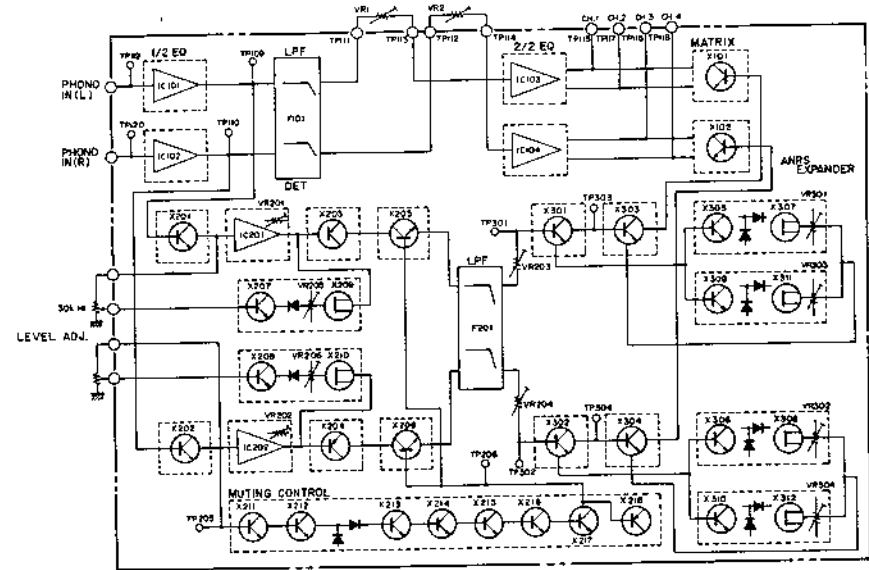 VR1 VR2
TP111 TP113 TP112 TP114
CH.1 CH.2 CH.3 CH.4
TP115 TP117 TP116 TP118
TP119 1/2 EQ TP109 LPF 2/2 EQ MATRIX
PHONO IN(L)
IC101
F101
IC103
X101
TP120
TP110
PHONO IN(R)
IC102
IC104
X102
DET
ANRS EXPANDER
X201 VR201 X203 X205
IC201
TP301 X301 TP303 X303
X305 VR301 X307
LPF
VR203
X309 VR303 X311
30k
X207 VR205 X209
LEVEL ADJ.
F201
X208 VR206 X210
VR204
X202 VR202 X204 X206
IC202
X302 TP304 X304
X306 VR302 X308
TP206
TP302
MUTING CONTROL
TP205
X211 X212 X213 X214 X215 X216 X217 X218
X310 VR304 X312